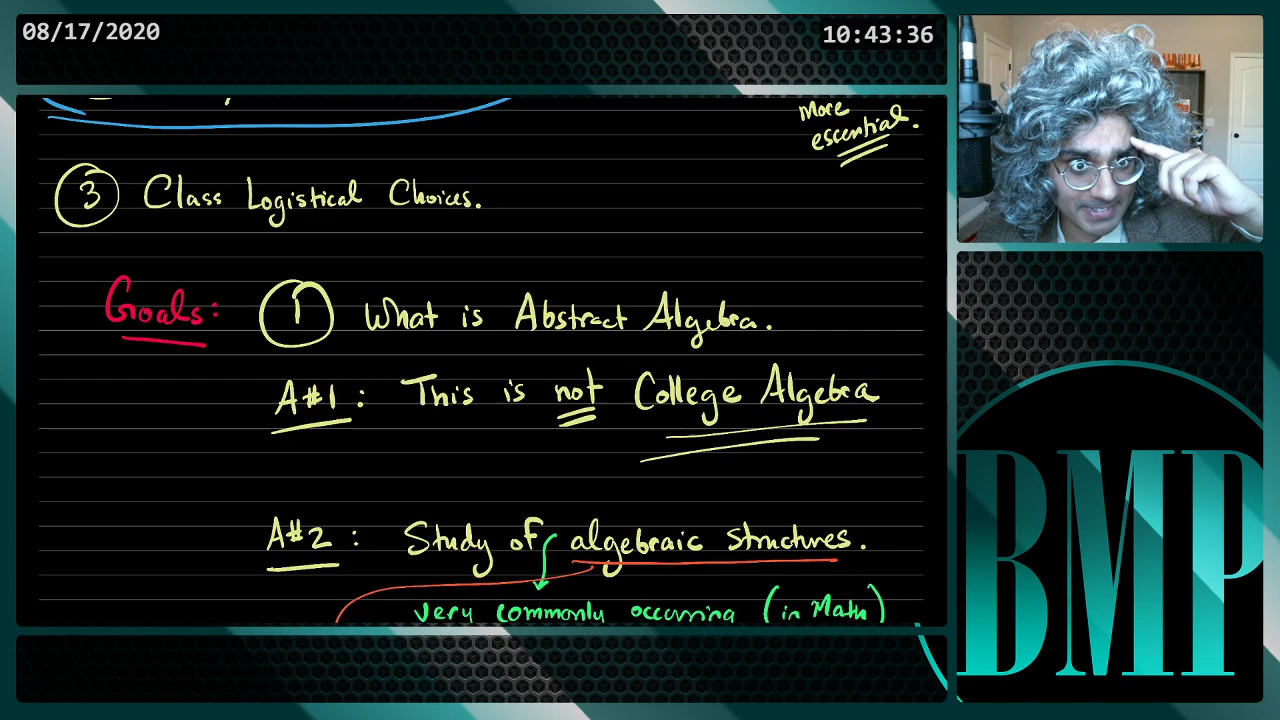 08/17/2020
10:43:36
More
essential.
③ Class Logistical Choices.
Goals: ① What is Abstract Algebra.
A#1: This is not College Algebra
A#2: Study of algebraic structures.
very commonly occurring (in Math)
BMP